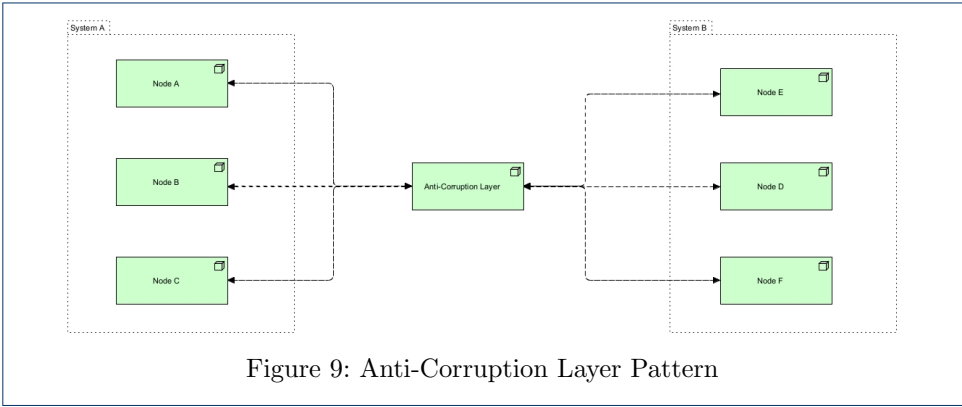 System A
System B
Node A
Node E
Node B
Anti-Corruption Layer
Node D
Node C
Node F
Figure 9: Anti-Corruption Layer Pattern